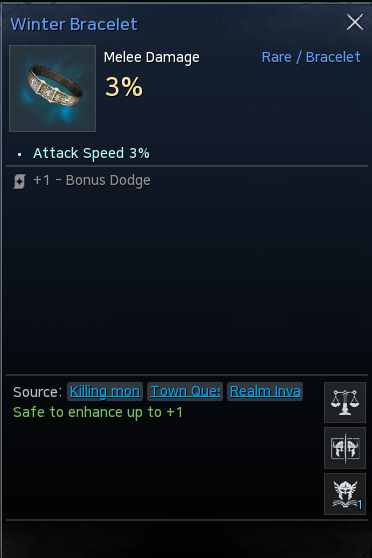 Winter Bracelet
Melee Damage
Rare / Bracelet
3%
• Attack Speed 3%
+1 - Bonus Dodge
Source: Killing mon Town Ques Realm Inva
Safe to enhance up to +1
1